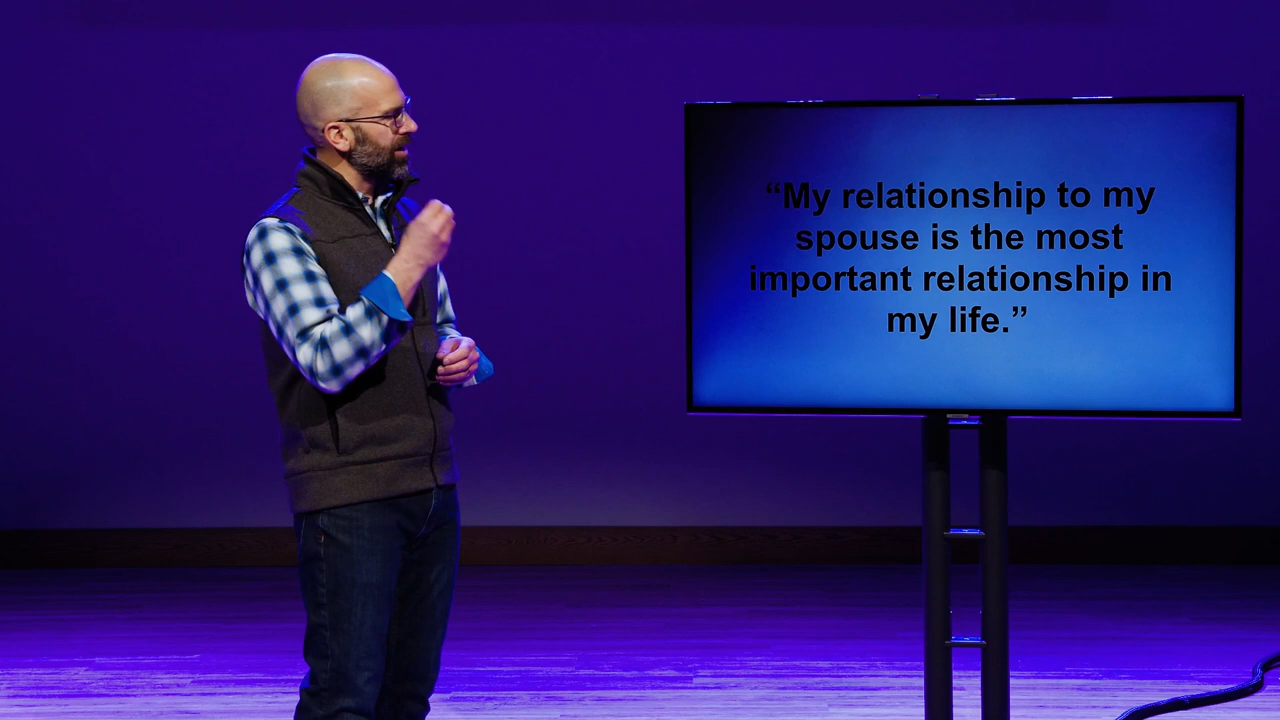 “My relationship to my
spouse is the most
important relationship in
my life.”